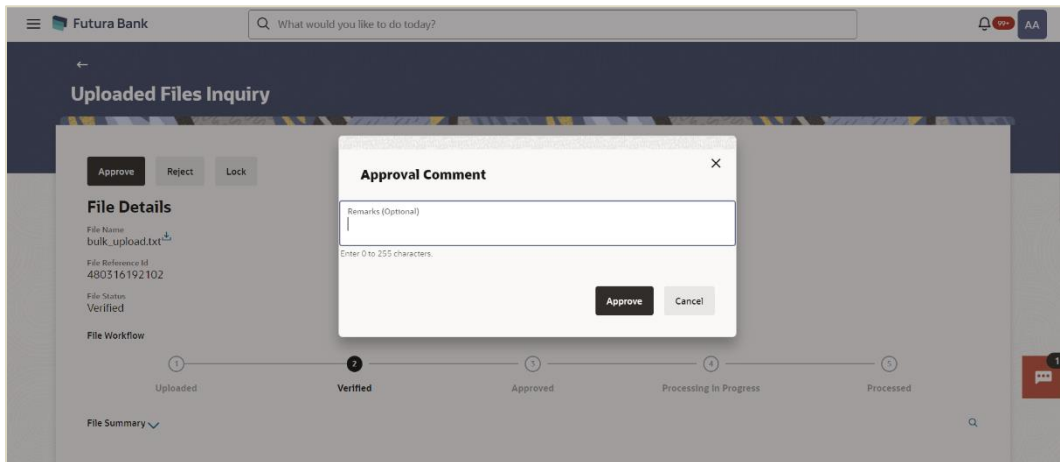 Futura Bank
What would you like to do today?
99+
AA
Uploaded Files Inquiry
Approve
Reject
Lock
Approval Comment
Remarks (Optional)
Enter 0 to 255 characters.
Approve
Cancel
File Details
File Name
bulk_upload.txt
File Reference Id
480316192102
File Status
Verified
File Workflow
1
2
3
4
5
Uploaded
Verified
Approved
Processing In Progress
Processed
1
File Summary